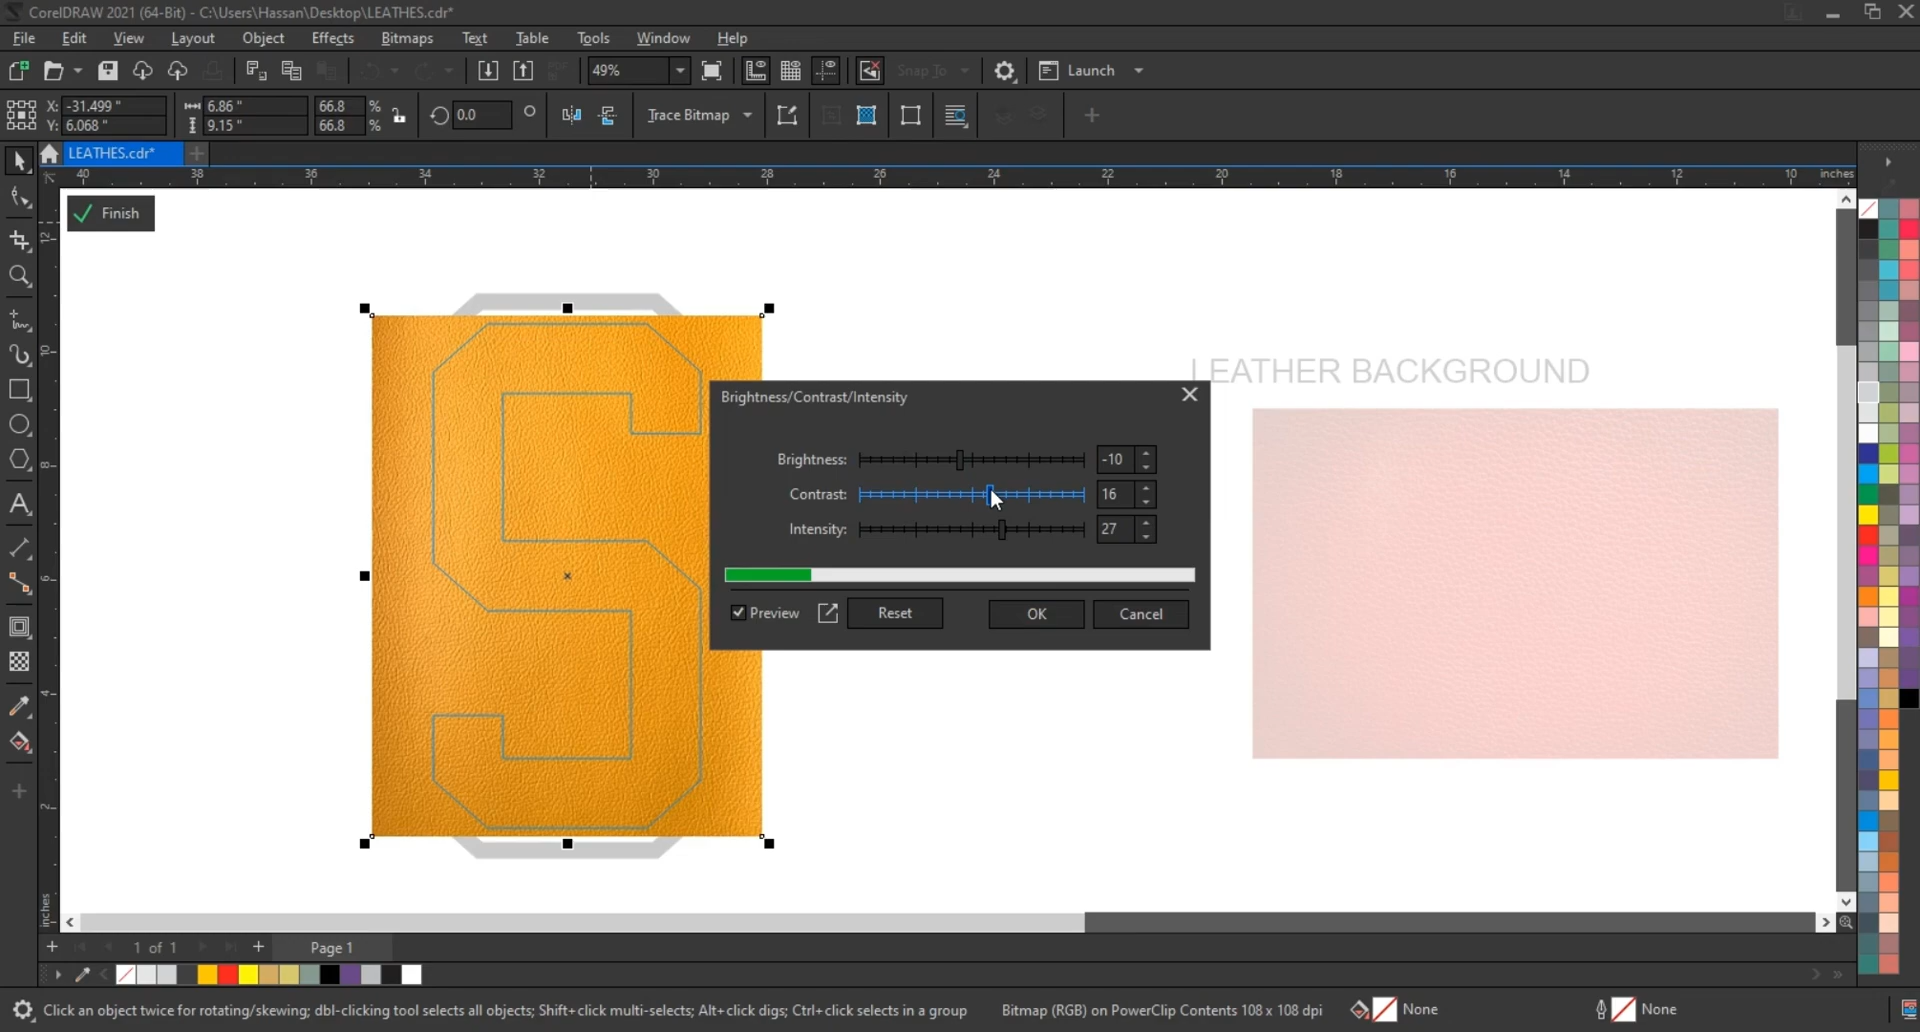 CorelDRAW 2021 (64-Bit) - C:\Users\Hassan\Desktop\LEATHES.cdr*
File Edit View Layout Object Effects Bitmaps Text Table Tools Window Help
49% Snap To Launch
X: -31.499 " 6.86 " 66.8 %
Y: 6.068 " 9.15 " 66.8 %
0.0 Trace Bitmap
LEATHES.cdr*
40 38 36 34 32 30 28 26 24 22 20 18 16 14 12 10 inches
Finish
12
10
8
6
4
2
inches
LEATHER BACKGROUND
Brightness/Contrast/Intensity
Brightness: -10
Contrast: 16
Intensity: 27
Preview Reset OK Cancel
1 of 1 Page 1
Click an object twice for rotating/skewing; dbl-clicking tool selects all objects; Shift+click multi-selects; Alt+click digs; Ctrl+click selects in a group Bitmap (RGB) on PowerClip Contents 108 x 108 dpi None None